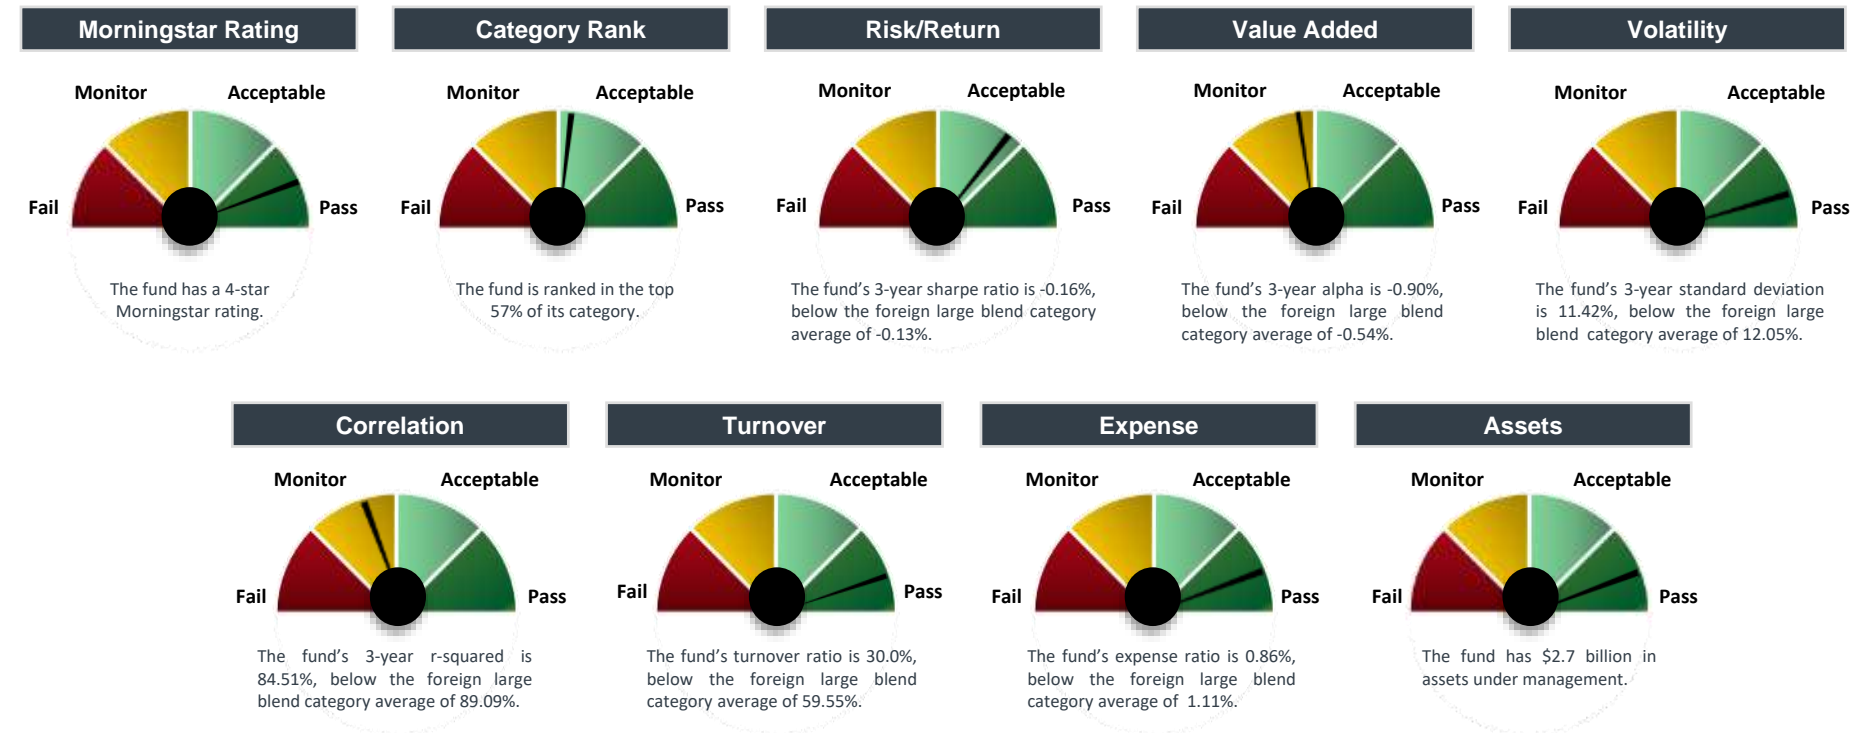 Morningstar Rating
Monitor
Acceptable
Fail
Pass
The fund has a 4-star
Morningstar rating.
Category Rank
Monitor
Acceptable
Fail
Pass
The fund is ranked in the top
57% of its category.
Risk/Return
Monitor
Acceptable
Fail
Pass
The fund’s 3-year sharpe ratio is -0.16%,
below the foreign large blend category
average of -0.13%.
Value Added
Monitor
Acceptable
Fail
Pass
The fund’s 3-year alpha is -0.90%,
below the foreign large blend
category average of -0.54%.
Volatility
Monitor
Acceptable
Fail
Pass
The fund’s 3-year standard deviation
is 11.42%, below the foreign large
blend category average of 12.05%.
Correlation
Monitor
Acceptable
Fail
Pass
The fund’s 3-year r-squared is
84.51%, below the foreign large
blend category average of 89.09%.
Turnover
Monitor
Acceptable
Fail
Pass
The fund’s turnover ratio is 30.0%,
below the foreign large blend
category average of 59.55%.
Expense
Monitor
Acceptable
Fail
Pass
The fund’s expense ratio is 0.86%,
below the foreign large blend
category average of 1.11%.
Assets
Monitor
Acceptable
Fail
Pass
The fund has $2.7 billion in
assets under management.